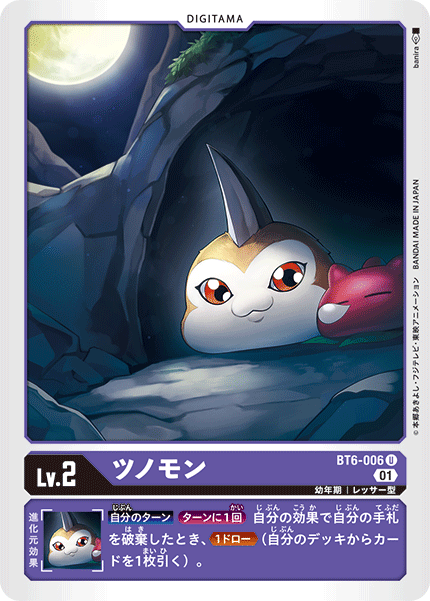 DIGITAMA
banira
© 本郷あきよし・フジテレビ・東映アニメーション BANDAI MADE IN JAPAN
BT6-006 U
Lv.2 ツノモン
01
幼年期 | レッサー型
進化元効果
自分のターン ターンに1回 自分の効果で自分の手札
を破棄したとき、1ドロー（自分のデッキからカー
ドを1枚引く）。